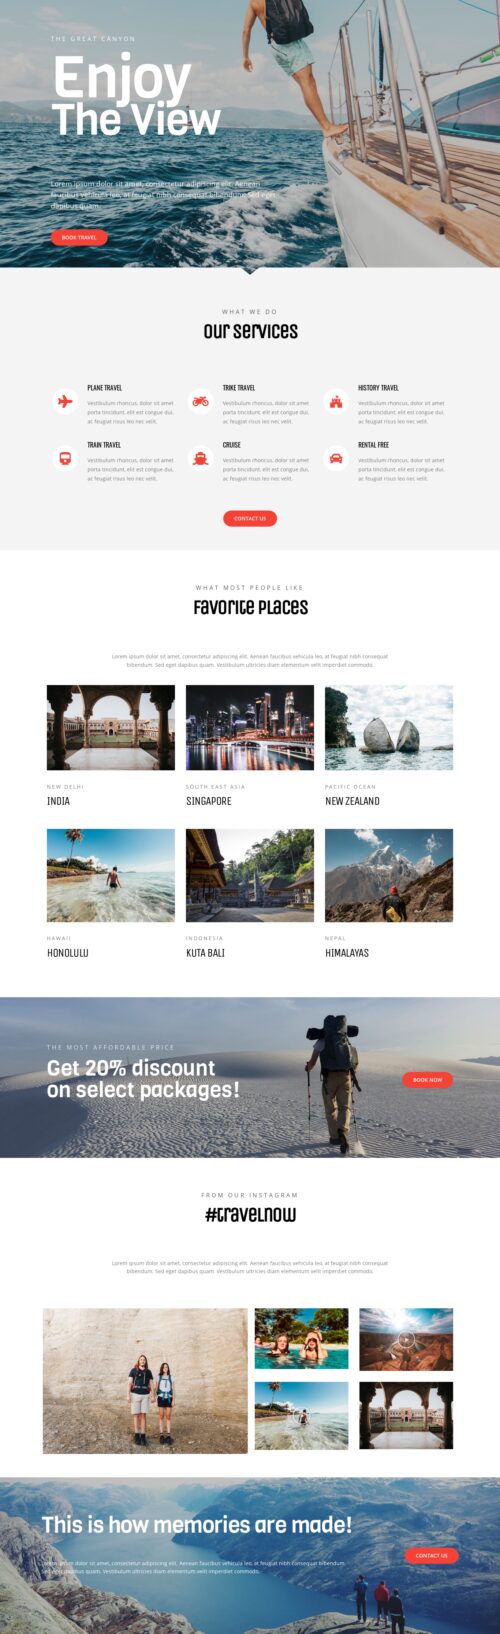 THE GREAT CANYON
Enjoy
The View
Lorem ipsum dolor sit amet, consectetur adipiscing elit. Aenean
faucibus vehicula leo, at feugiat nibh consequat bibendum. Sed eget
dapibus quam.
BOOK TRAVEL
WHAT WE DO
Our Services
PLANE TRAVEL
Vestibulum rhoncus, dolor sit amet
porta tincidunt, elit est congue dui,
ac feugiat risus leo nec velit.
TRIKE TRAVEL
Vestibulum rhoncus, dolor sit amet
porta tincidunt, elit est congue dui,
ac feugiat risus leo nec velit.
HISTORY TRAVEL
Vestibulum rhoncus, dolor sit amet
porta tincidunt, elit est congue dui,
ac feugiat risus leo nec velit.
TRAIN TRAVEL
Vestibulum rhoncus, dolor sit amet
porta tincidunt, elit est congue dui,
ac feugiat risus leo nec velit.
CRUISE
Vestibulum rhoncus, dolor sit amet
porta tincidunt, elit est congue dui,
ac feugiat risus leo nec velit.
RENTAL FREE
Vestibulum rhoncus, dolor sit amet
porta tincidunt, elit est congue dui,
ac feugiat risus leo nec velit.
CONTACT US
WHAT MOST PEOPLE LIKE
Favorite Places
Lorem ipsum dolor sit amet, consectetur adipiscing elit. Aenean faucibus vehicula leo, at feugiat nibh consequat
bibendum. Sed eget dapibus quam. Vestibulum ultricies diam elementum velit imperdiet commodo.
NEW DELHI
INDIA
SOUTH EAST ASIA
SINGAPORE
PACIFIC OCEAN
NEW ZEALAND
HAWAII
HONOLULU
INDONESIA
KUTA BALI
NEPAL
HIMALAYAS
THE MOST AFFORDABLE PRICE
Get 20% discount
on select packages!
BOOK NOW
FROM OUR INSTAGRAM
#travelnow
Lorem ipsum dolor sit amet, consectetur adipiscing elit. Aenean faucibus vehicula leo, at feugiat nibh consequat
bibendum. Sed eget dapibus quam. Vestibulum ultricies diam elementum velit imperdiet commodo.
This is how memories are made!
Lorem ipsum dolor sit amet, consectetur adipiscing elit. Aenean faucibus vehicula leo, at feugiat nibh consequat bibendum.
Sed eget dapibus quam. Vestibulum ultricies diam elementum velit imperdiet commodo.
CONTACT US